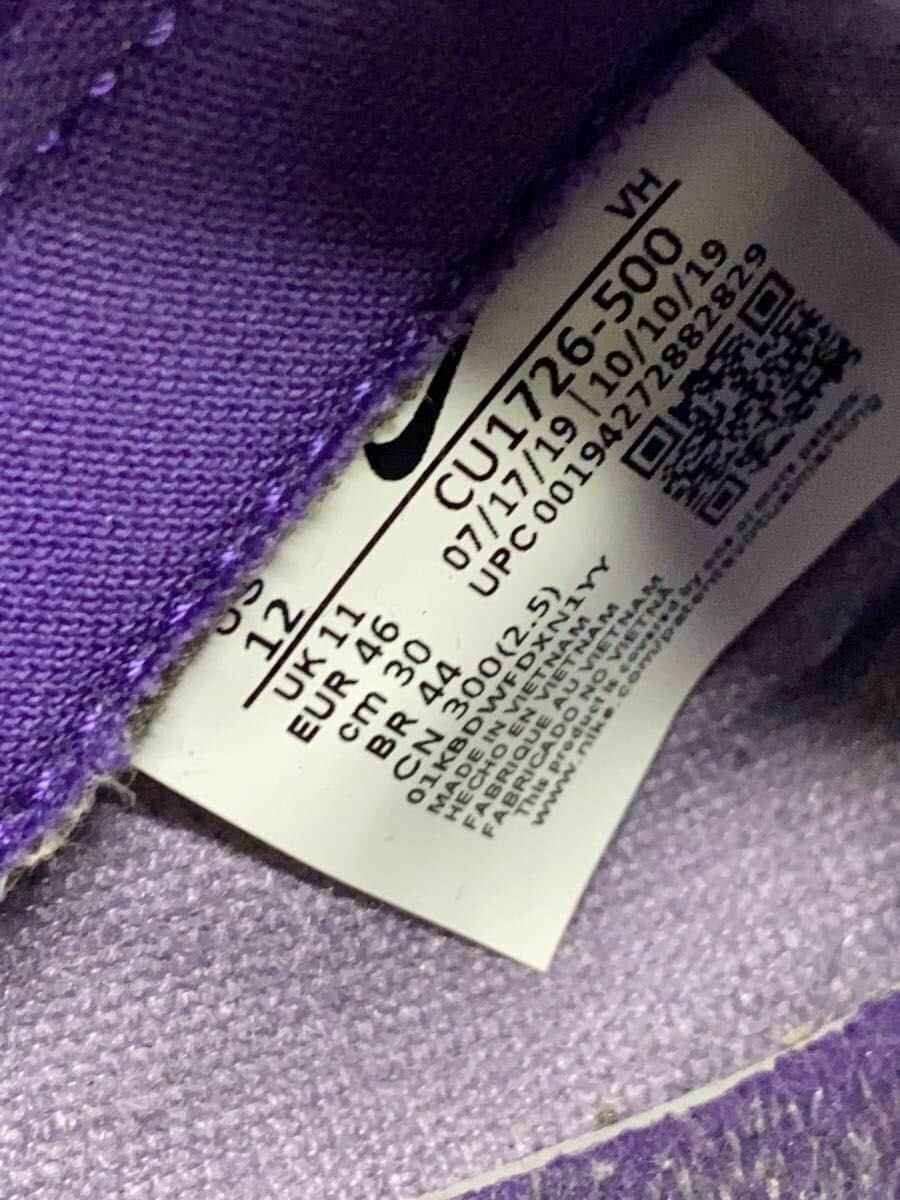 US
12
VH
UK 11
EUR 46
cm 30
BR 44
CN 300(2.5)
CU1726-500
07/17/19 | 10/10/19
UPC 00194272882829
01KBDWFDXN1YY
MADE IN VIETNAM
HECHO EN VIETNAM
FABRIQUE AU VIETNAM
FABRICADO NO VIETNÃ
This product is covered by one or more patents.
www.nike.com/patents